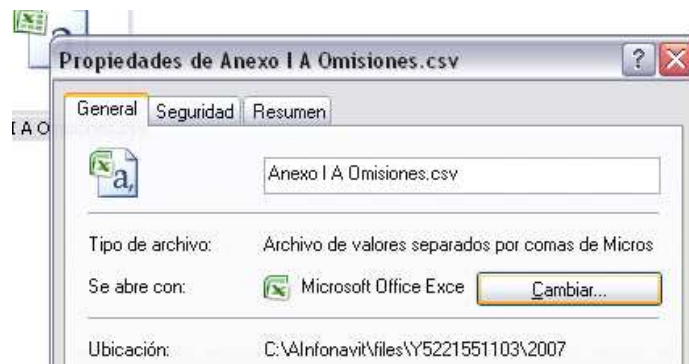 Propiedades de Anexo I A Omisiones.csv
General Seguridad Resumen
I A O
Anexo I A Omisiones.csv
Tipo de archivo: Archivo de valores separados por comas de Micros
Se abre con: Microsoft Office Exce Cambiar...
Ubicación: C:\AInfonavit\files\Y5221551103\2007